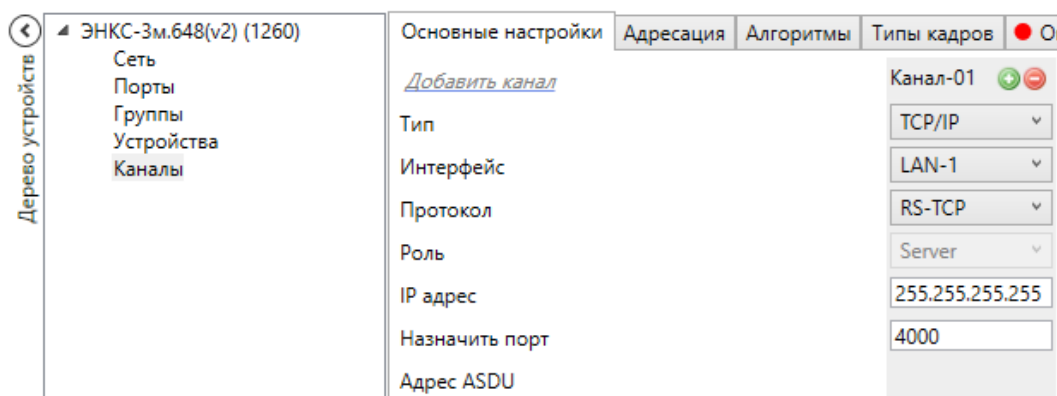 Дерево устройств
ЭНКС-3м.648(v2) (1260)
Сеть
Порты
Группы
Устройства
Каналы
Основные настройки Адресация Алгоритмы Типы кадров
Добавить канал Канал-01
Тип TCP/IP
Интерфейс LAN-1
Протокол RS-TCP
Роль Server
IP адрес 255.255.255.255
Назначить порт 4000
Адрес ASDU